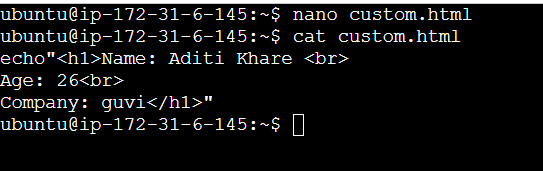 ubuntu@ip-172-31-6-145:~$ nano custom.html
ubuntu@ip-172-31-6-145:~$ cat custom.html
echo"<h1>Name: Aditi Khare <br>
Age: 26<br>
Company: guvi</h1>"
ubuntu@ip-172-31-6-145:~$